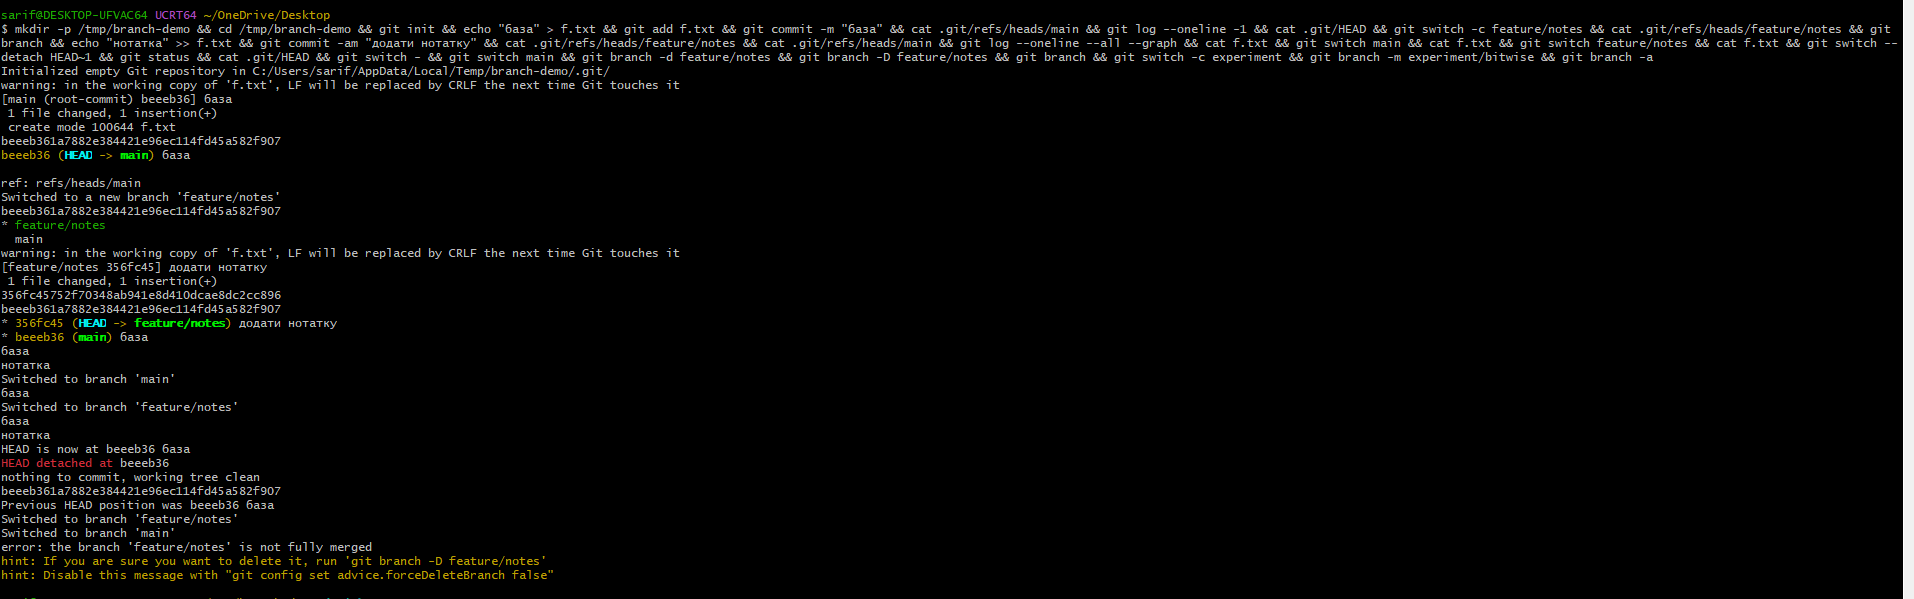 sarif@DESKTOP-UFVAC64 UCRT64 ~/OneDrive/Desktop
$ mkdir -p /tmp/branch-demo && cd /tmp/branch-demo && git init && echo "база" > f.txt && git add f.txt && git commit -m "база" && cat .git/refs/heads/main && git log --oneline -1 && cat .git/HEAD && git switch -c feature/notes && cat .git/refs/heads/feature/notes && git
branch && echo "нотатка" >> f.txt && git commit -am "додати нотатку" && cat .git/refs/heads/feature/notes && cat .git/refs/heads/main && git log --oneline --all --graph && cat f.txt && git switch main && cat f.txt && git switch feature/notes && cat f.txt && git switch --
detach HEAD~1 && git status && cat .git/HEAD && git switch - && git switch main && git branch -d feature/notes && git branch -D feature/notes && git branch && git switch -c experiment && git branch -m experiment/bitwise && git branch -a
Initialized empty Git repository in C:/Users/sarif/AppData/Local/Temp/branch-demo/.git/
warning: in the working copy of 'f.txt', LF will be replaced by CRLF the next time Git touches it
[main (root-commit) beeeb36] база
1 file changed, 1 insertion(+)
create mode 100644 f.txt
beeeb361a7882e384421e96ec114fd45a582f907
beeeb36 (HEAD -> main) база
ref: refs/heads/main
Switched to a new branch 'feature/notes'
beeeb361a7882e384421e96ec114fd45a582f907
* feature/notes
main
warning: in the working copy of 'f.txt', LF will be replaced by CRLF the next time Git touches it
[feature/notes 356fc45] додати нотатку
1 file changed, 1 insertion(+)
356fc45752f70348ab941e8d410dcae8dc2cc896
beeeb361a7882e384421e96ec114fd45a582f907
* 356fc45 (HEAD -> feature/notes) додати нотатку
* beeeb36 (main) база
база
нотатка
Switched to branch 'main'
база
Switched to branch 'feature/notes'
база
нотатка
HEAD is now at beeeb36 база
HEAD detached at beeeb36
nothing to commit, working tree clean
beeeb361a7882e384421e96ec114fd45a582f907
Previous HEAD position was beeeb36 база
Switched to branch 'feature/notes'
Switched to branch 'main'
error: the branch 'feature/notes' is not fully merged
hint: If you are sure you want to delete it, run 'git branch -D feature/notes'
hint: Disable this message with "git config set advice.forceDeleteBranch false"